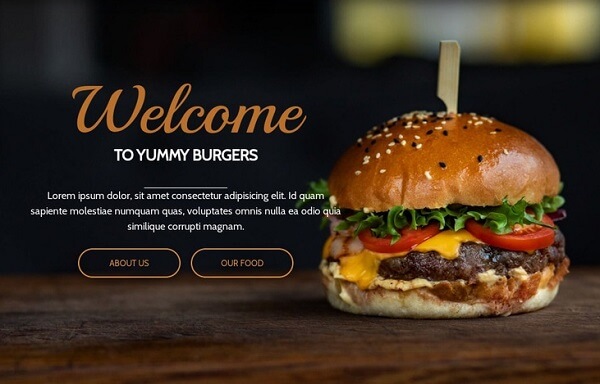 Welcome
TO YUMMY BURGERS
Lorem ipsum dolor, sit amet consectetur adipisicing elit. Id quam
sapiente molestiae numquam quas, voluptates omnis nulla ea odio quia
similique corrupti magnam.
ABOUT US
OUR FOOD